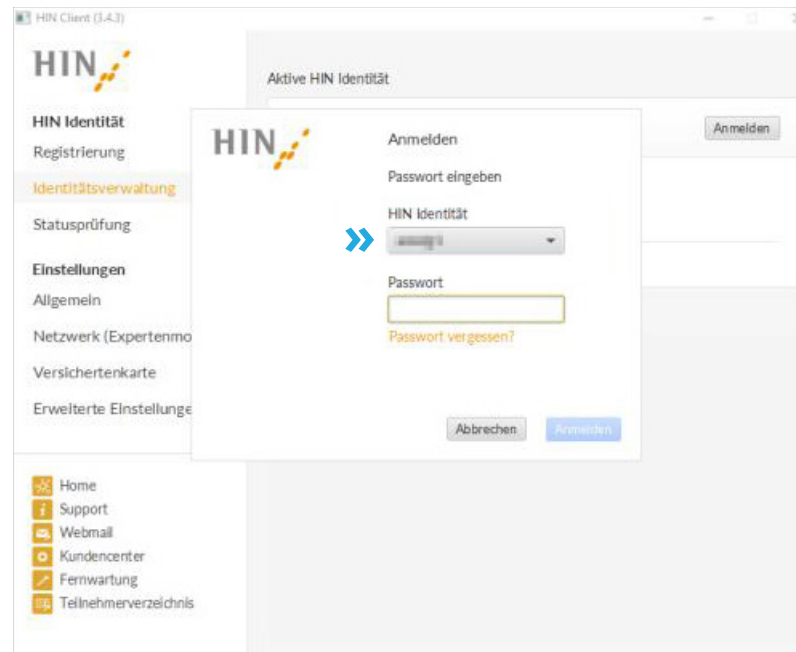 HIN Client (3.4.3)
HIN
HIN Identität
Registrierung
Identitätsverwaltung
Statusprüfung
Einstellungen
Allgemein
Netzwerk (Expertenmo
Versichertenkarte
Erweiterte Einstellunge
Home
Support
Webmail
Kundencenter
Fernwartung
Teilnehmerverzeichnis
Aktive HIN Identität
Anmelden
HIN
Anmelden
Passwort eingeben
HIN Identität
Passwort
Passwort vergessen?
Abbrechen Anmelden